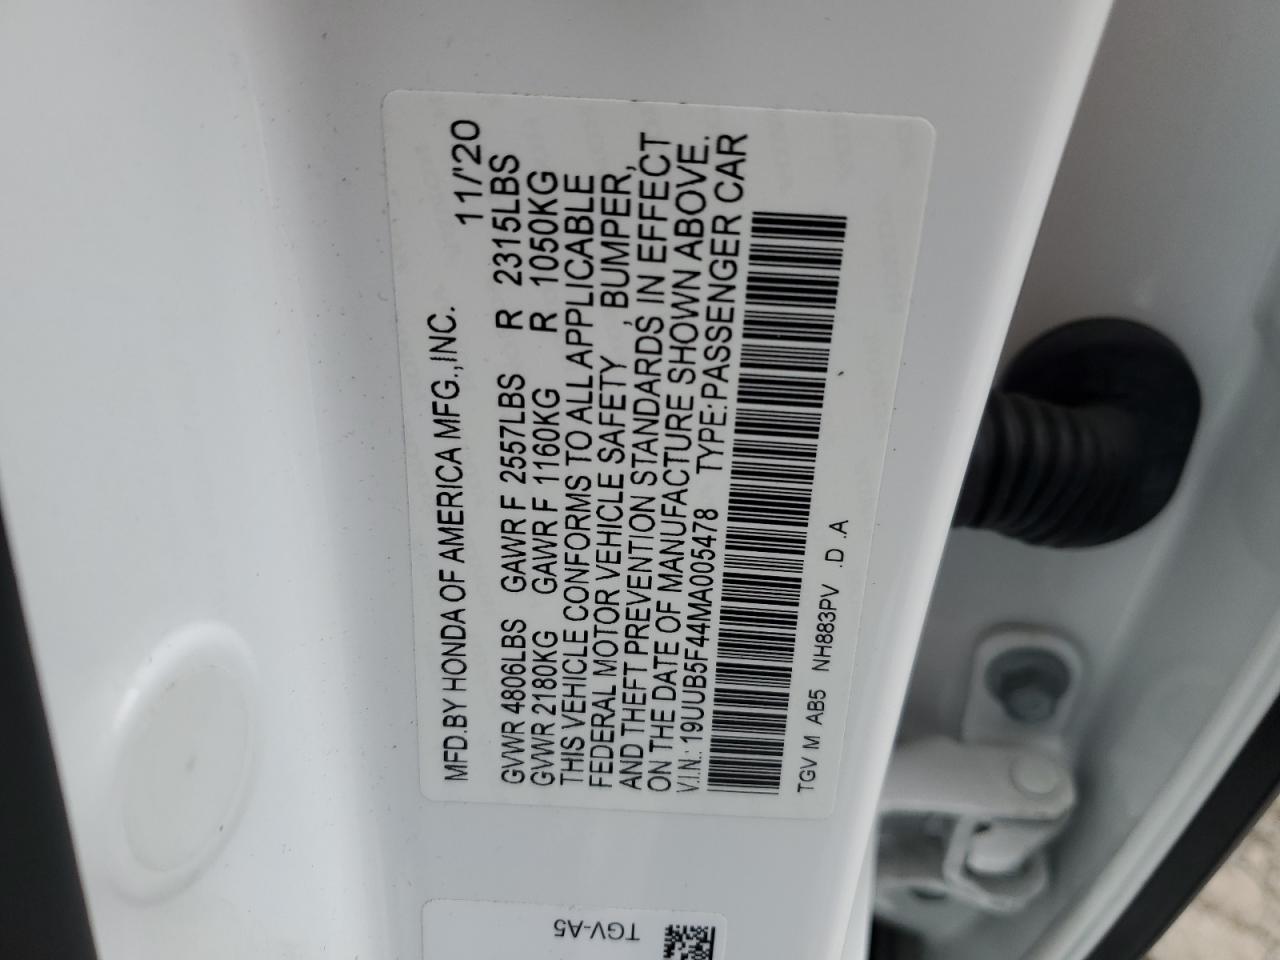 MFD.BY HONDA OF AMERICA MFG.,INC. 11/'20
GVWR 4806LBS GAWR F 2557LBS R 2315LBS
GVWR 2180KG GAWR F 1160KG R 1050KG
THIS VEHICLE CONFORMS TO ALL APPLICABLE
FEDERAL MOTOR VEHICLE SAFETY , BUMPER,
AND THEFT PREVENTION STANDARDS IN EFFECT
ON THE DATE OF MANUFACTURE SHOWN ABOVE.
V.I.N.: 19UUB5F44MA005478 TYPE:PASSENGER CAR
TGV M AB5 NH883PV .D .A
TGV-A5